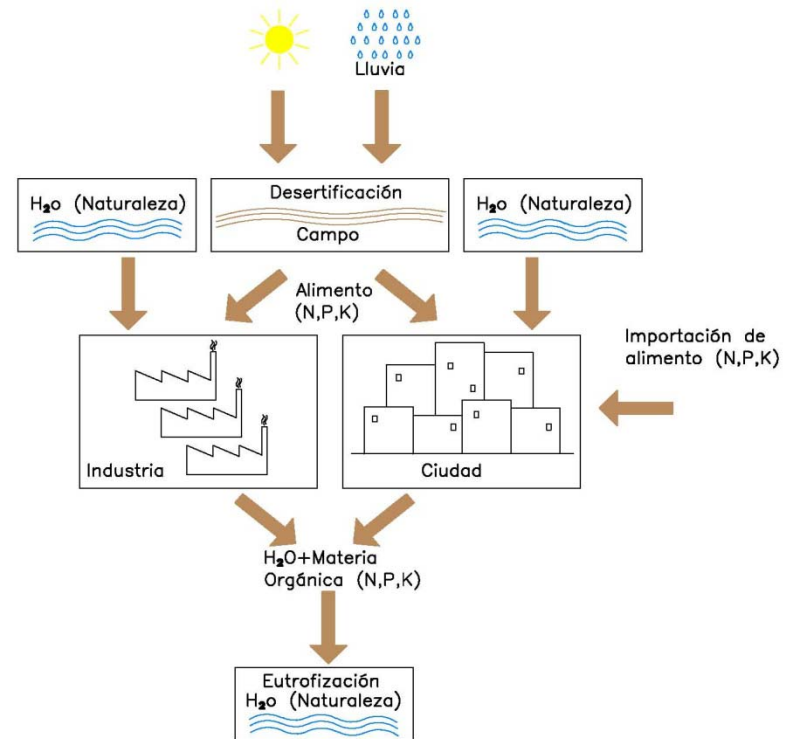 Lluvia
H₂o (Naturaleza)
Desertificación
Campo
H₂o (Naturaleza)
Alimento
(N,P,K)
Importación de
alimento (N,P,K)
Industria
Ciudad
H₂O+Materia
Orgánica (N,P,K)
Eutrofización
H₂o (Naturaleza)